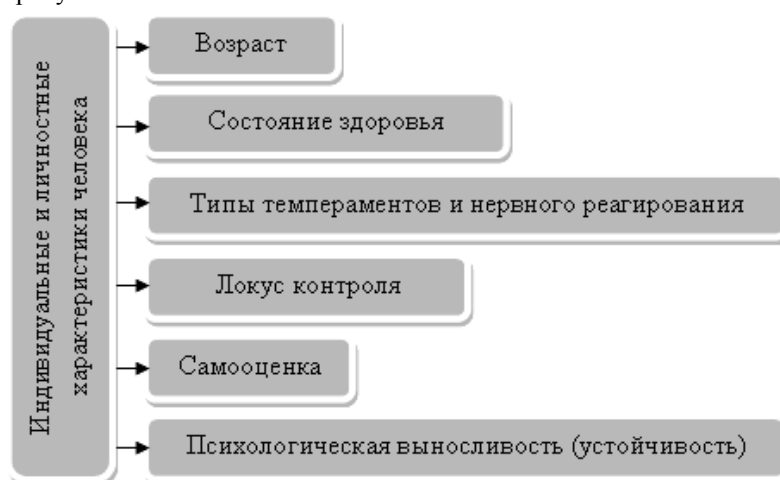 Индивидуальные и личностные
характеристики человека
Возраст
Состояние здоровья
Типы темпераментов и нервного реагирования
Локус контроля
Самооценка
Психологическая выносливость (устойчивость)